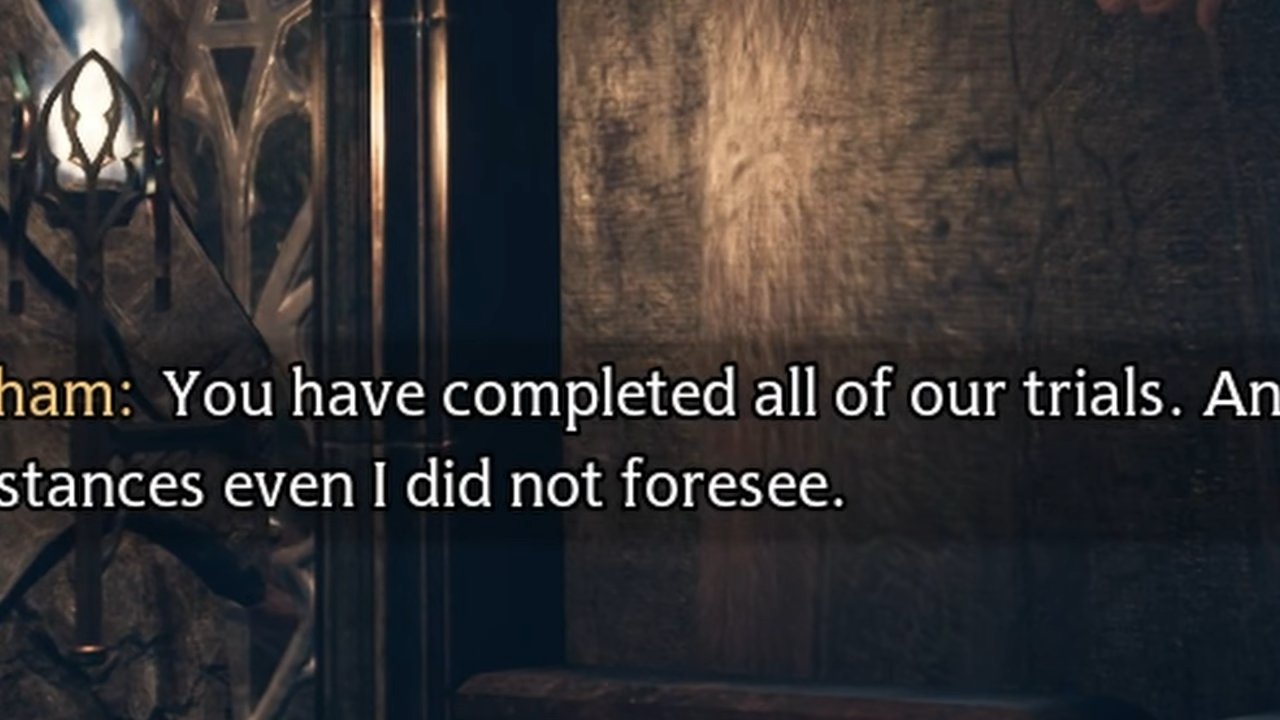 ham: You have completed all of our trials. An
stances even I did not foresee.